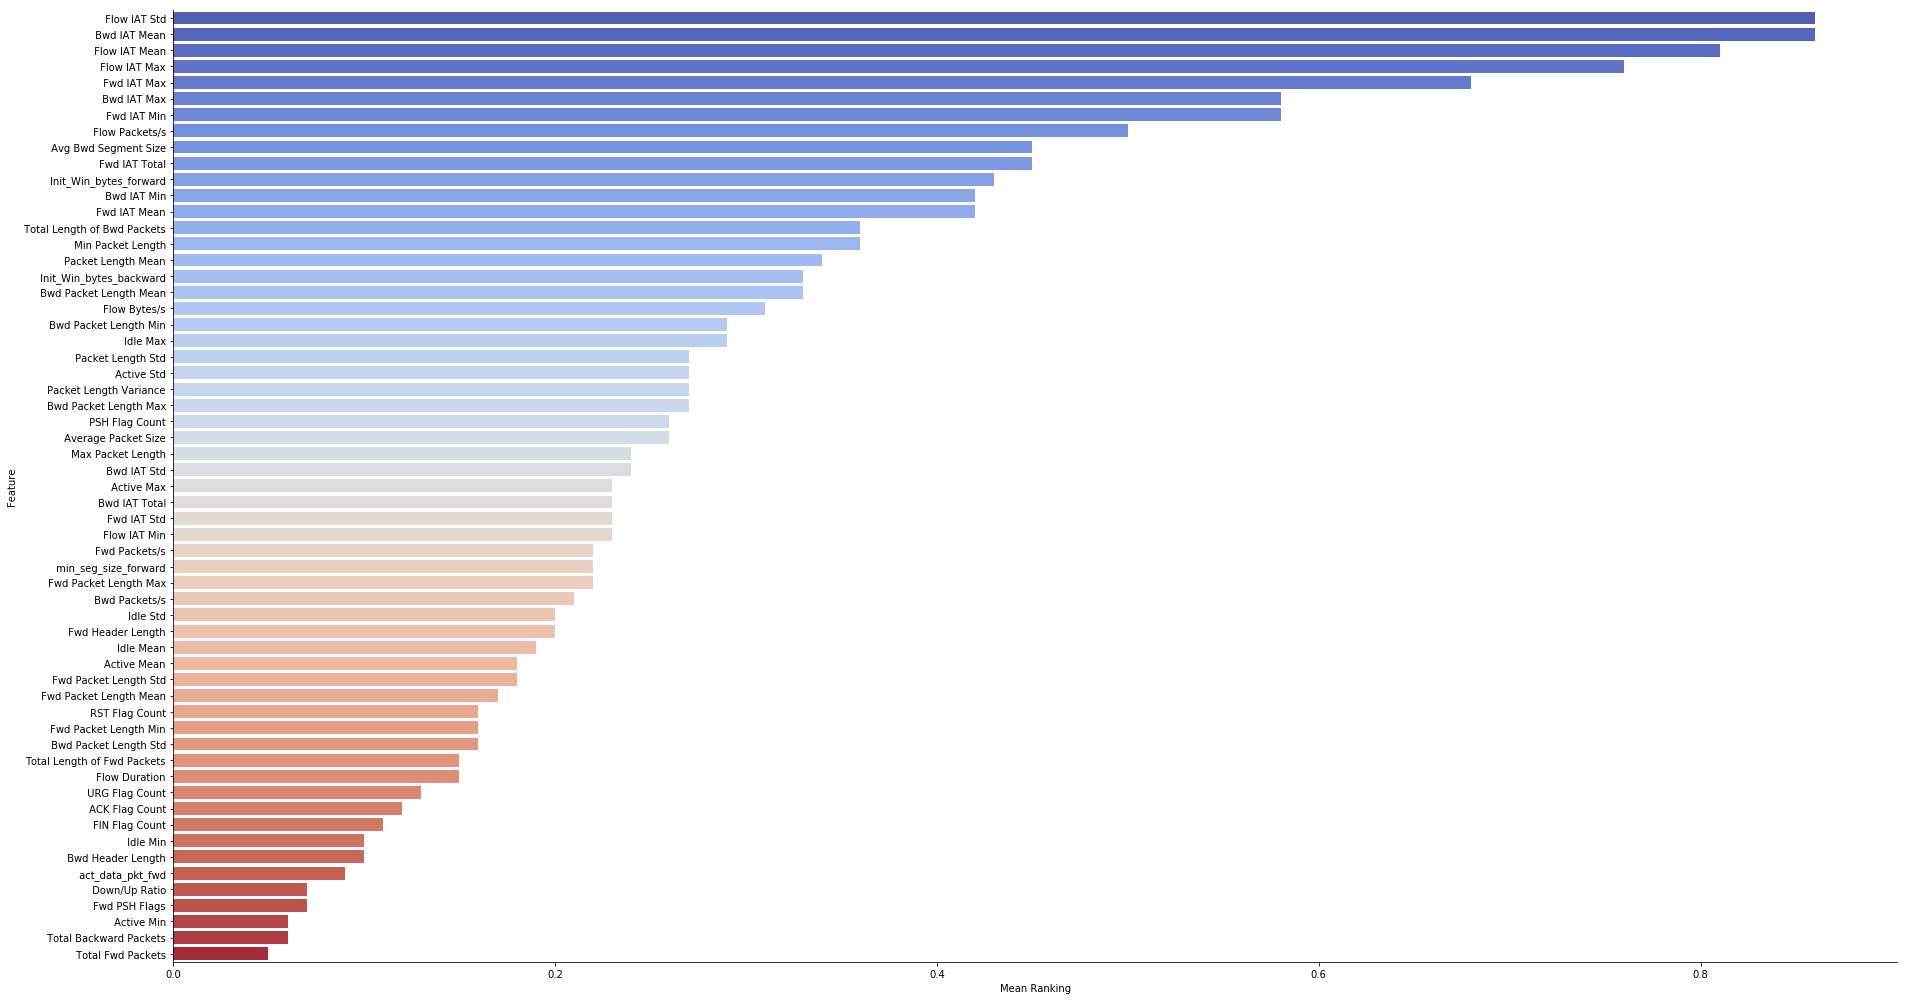 Flow IAT Std
Bwd IAT Mean
Flow IAT Mean
Flow IAT Max
Fwd IAT Max
Bwd IAT Max
Fwd IAT Min
Flow Packets/s
Avg Bwd Segment Size
Fwd IAT Total
Init_Win_bytes_forward
Bwd IAT Min
Fwd IAT Mean
Total Length of Bwd Packets
Min Packet Length
Packet Length Mean
Init_Win_bytes_backward
Bwd Packet Length Mean
Flow Bytes/s
Bwd Packet Length Min
Idle Max
Packet Length Std
Active Std
Packet Length Variance
Bwd Packet Length Max
PSH Flag Count
Average Packet Size
Max Packet Length
Bwd IAT Std
Active Max
Bwd IAT Total
Fwd IAT Std
Flow IAT Min
Fwd Packets/s
min_seg_size_forward
Fwd Packet Length Max
Bwd Packets/s
Idle Std
Fwd Header Length
Idle Mean
Active Mean
Fwd Packet Length Std
Fwd Packet Length Mean
RST Flag Count
Fwd Packet Length Min
Bwd Packet Length Std
Total Length of Fwd Packets
Flow Duration
URG Flag Count
ACK Flag Count
FIN Flag Count
Idle Min
Bwd Header Length
act_data_pkt_fwd
Down/Up Ratio
Fwd PSH Flags
Active Min
Total Backward Packets
Total Fwd Packets
Feature
0.0 0.2 0.4 0.6 0.8
Mean Ranking